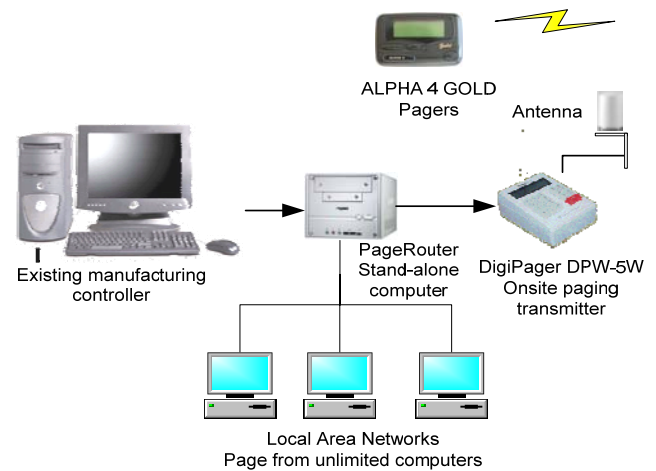 ALPHA 4 GOLD
Pagers
Antenna
Existing manufacturing
controller
PageRouter
Stand-alone
computer
DigiPager DPW-5W
Onsite paging
transmitter
Local Area Networks
Page from unlimited computers